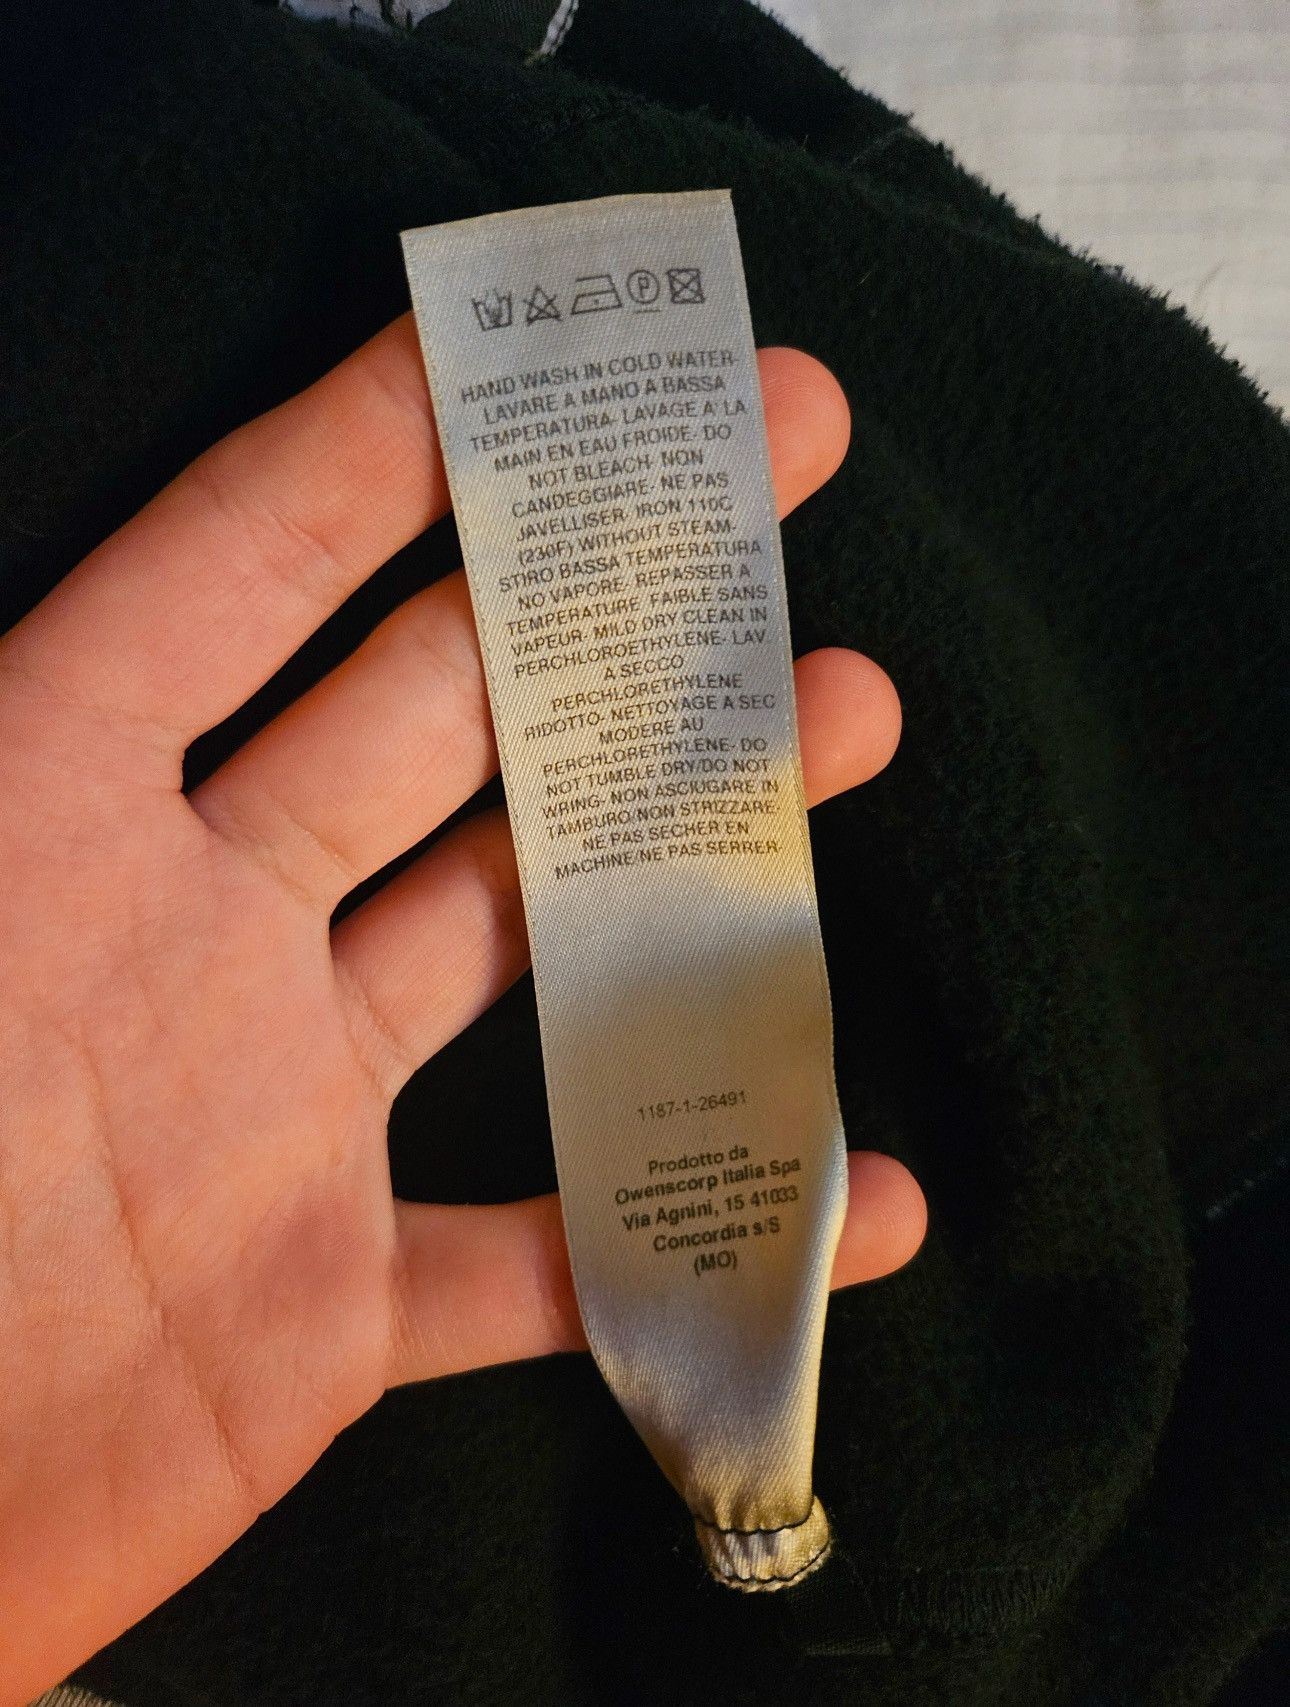 P
HAND WASH IN COLD WATER-
LAVARE A MANO A BASSA
TEMPERATURA- LAVAGE A' LA
MAIN EN EAU FROIDE- DO
NOT BLEACH- NON
CANDEGGIARE- NE PAS
JAVELLISER- IRON 110C
(230F) WITHOUT STEAM-
STIRO BASSA TEMPERATURA
NO VAPORE- REPASSER A
TEMPERATURE FAIBLE SANS
VAPEUR- MILD DRY CLEAN IN
PERCHLOROETHYLENE- LAV
A SECCO
PERCHLORETHYLENE
RIDOTTO- NETTOYAGE A SEC
MODERE AU
PERCHLORETHYLENE- DO
NOT TUMBLE DRY/DO NOT
WRING- NON ASCIUGARE IN
TAMBURO/NON STRIZZARE-
NE PAS SECHER EN
MACHINE/NE PAS SERRER-
1187-1-26491
Prodotto da
Owenscorp Italia Spa
Via Agnini, 15 41033
Concordia s/S
(MO)